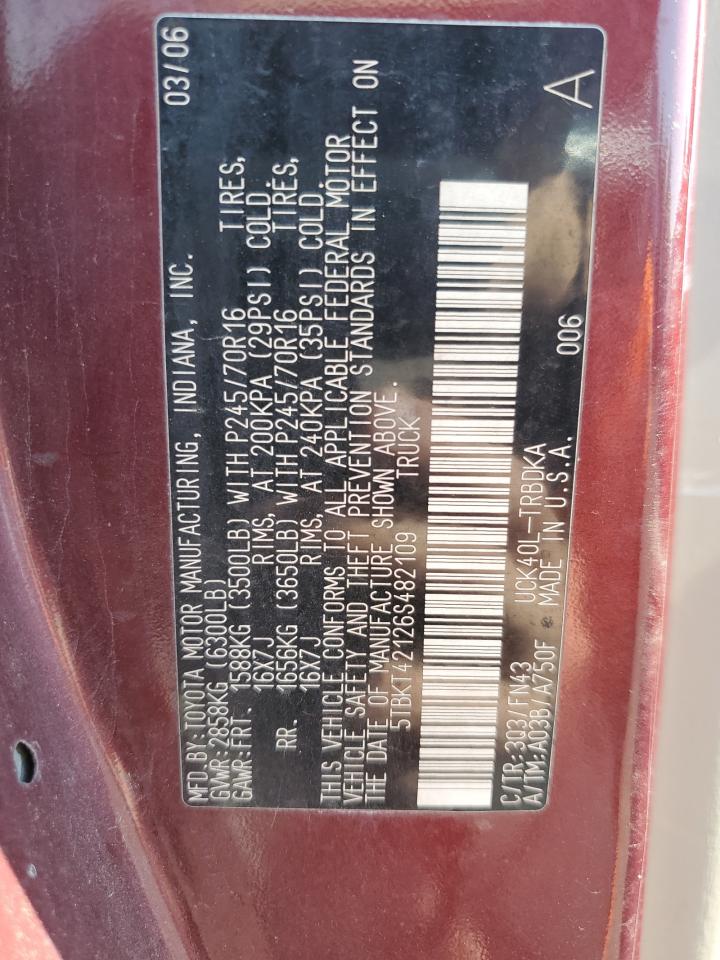 MFD.BY:TOYOTA MOTOR MANUFACTURING, INDIANA, INC. 03/06
GVWR:2858KG (6300LB)
GAWR:FRT. 1588KG (3500LB) WITH P245/70R16 TIRES,
16X7J RIMS, AT 200KPA (29PSI) COLD.
RR. 1656KG (3650LB) WITH P245/70R16 TIRES,
16X7J RIMS, AT 240KPA (35PSI) COLD.
THIS VEHICLE CONFORMS TO ALL APPLICABLE FEDERAL MOTOR
VEHICLE SAFETY AND THEFT PREVENTION STANDARDS IN EFFECT ON
THE DATE OF MANUFACTURE SHOWN ABOVE.
5TBKT42126S482109 TRUCK
C/TR:303/FN43 UCK40L-TRBDKA 006 A
A/TM:A03B/A750F MADE IN U.S.A.